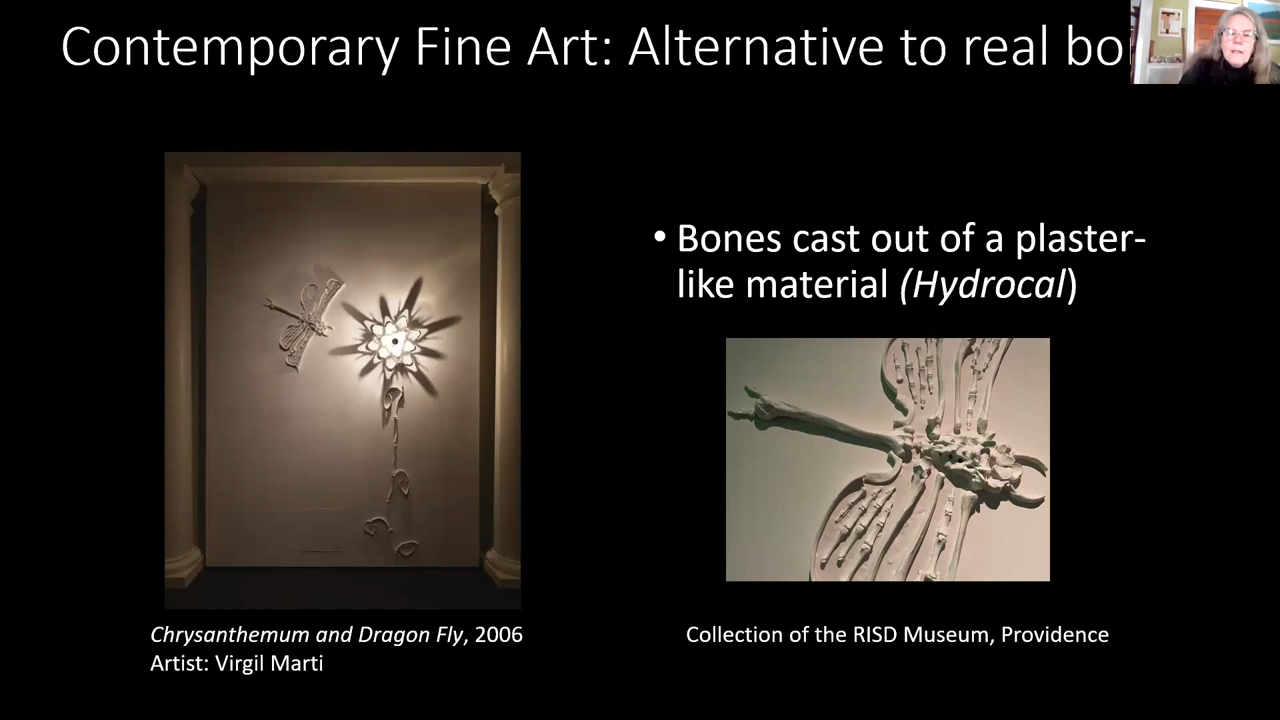 Contemporary Fine Art: Alternative to real bo
• Bones cast out of a plaster-
like material (Hydrocal)
Chrysanthemum and Dragon Fly, 2006
Artist: Virgil Marti
Collection of the RISD Museum, Providence